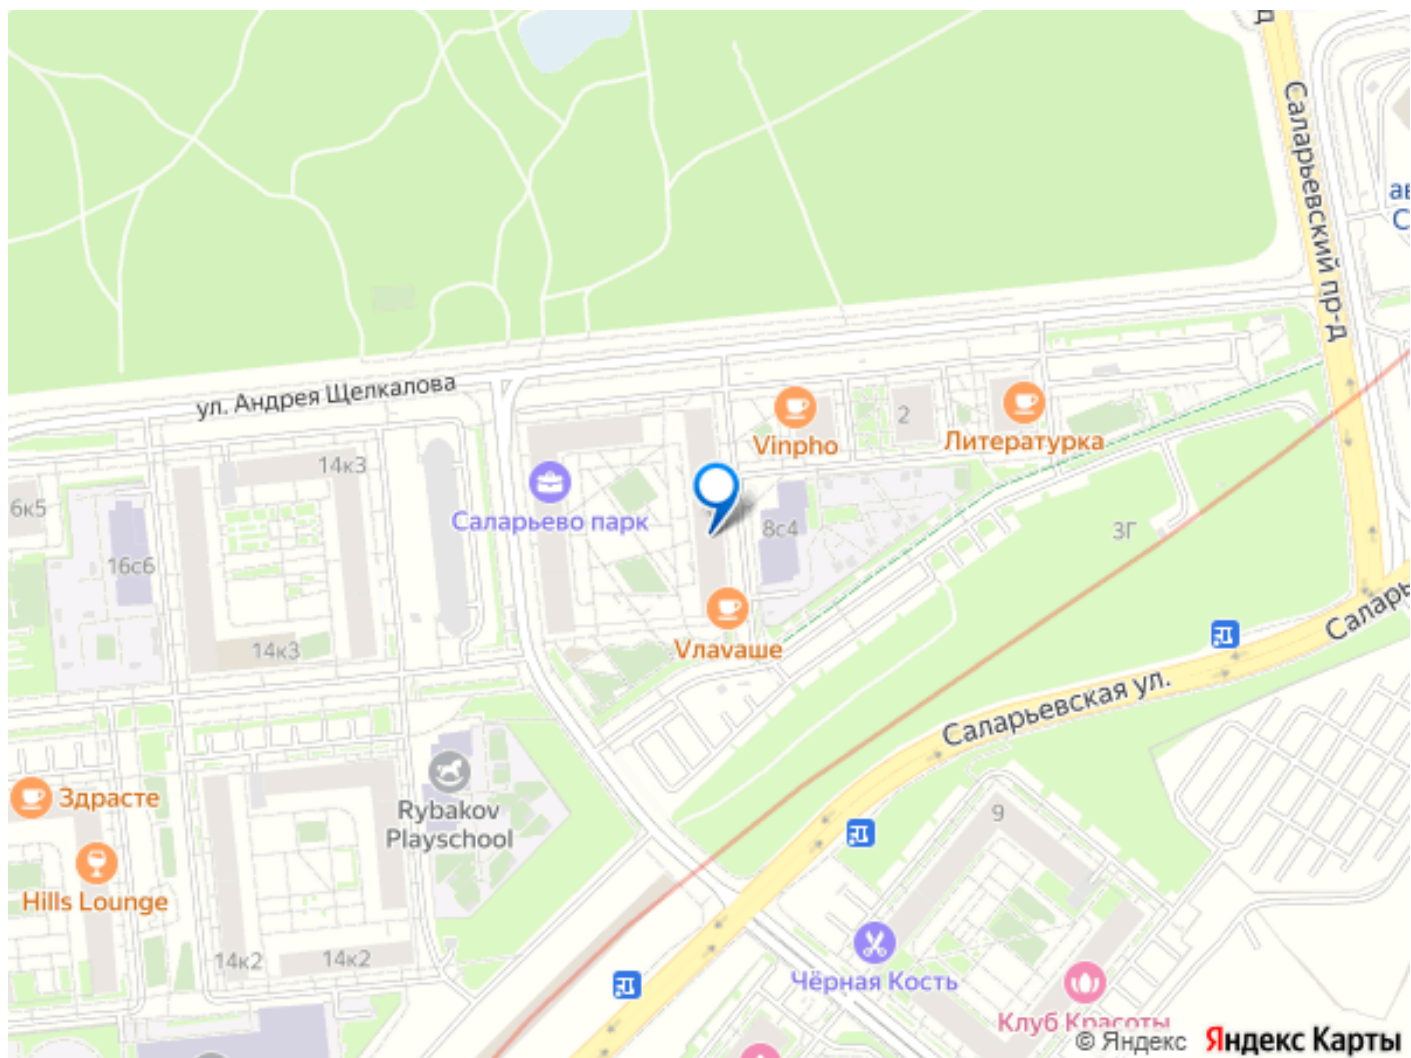 Саларьевский пр-д
ул. Андрея Щелкалова
Vinpho
2
Литературка
14к3
6к5
Саларьево парк
8с4
3Г
16с6
14к3
Vлаvаше
Саларьевская ул.
Здрасте
Rybakov
Playschool
9
Hills Lounge
14к2
14к2
Чёрная Кость
Клуб Красоты
© Яндекс
Яндекс Карты